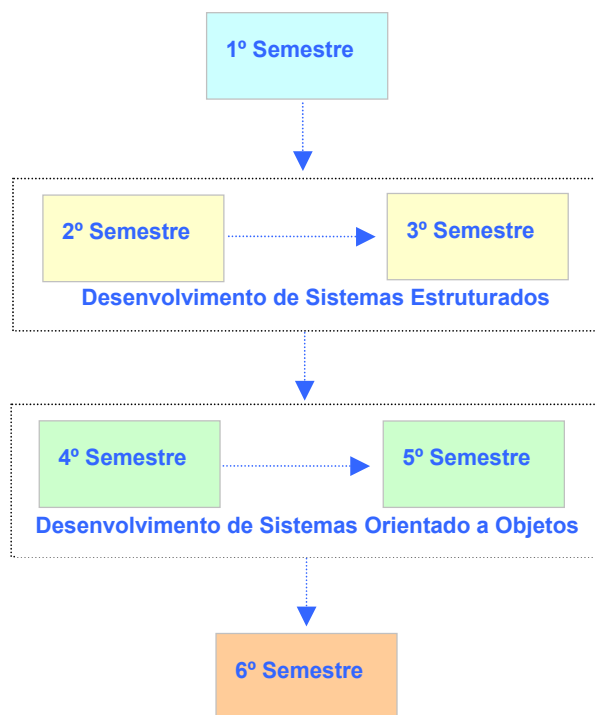 1º Semestre
2º Semestre
3º Semestre
Desenvolvimento de Sistemas Estruturados
4º Semestre
5º Semestre
Desenvolvimento de Sistemas Orientado a Objetos
6º Semestre